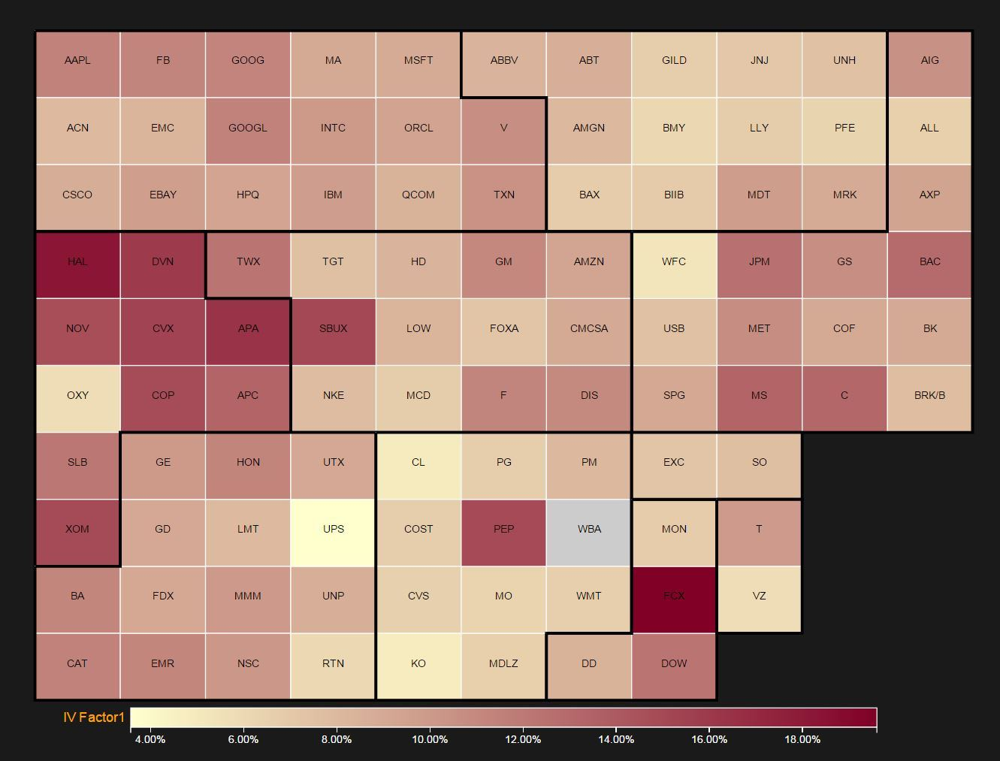 AAPL FB GOOG MA MSFT ABBV ABT GILD JNJ UNH AIG
ACN EMC GOOGL INTC ORCL V AMGN BMY LLY PFE ALL
CSCO EBAY HPQ IBM QCOM TXN BAX BIIB MDT MRK AXP
HAL DVN TWX TGT HD GM AMZN WFC JPM GS BAC
NOV CVX APA SBUX LOW FOXA CMCSA USB MET COF BK
OXY COP APC NKE MCD F DIS SPG MS C BRK/B
SLB GE HON UTX CL PG PM EXC SO
XOM GD LMT UPS COST PEP WBA MON T
BA FDX MMM UNP CVS MO WMT FCX VZ
CAT EMR NSC RTN KO MDLZ DD DOW
IV Factor1
4.00% 6.00% 8.00% 10.00% 12.00% 14.00% 16.00% 18.00%